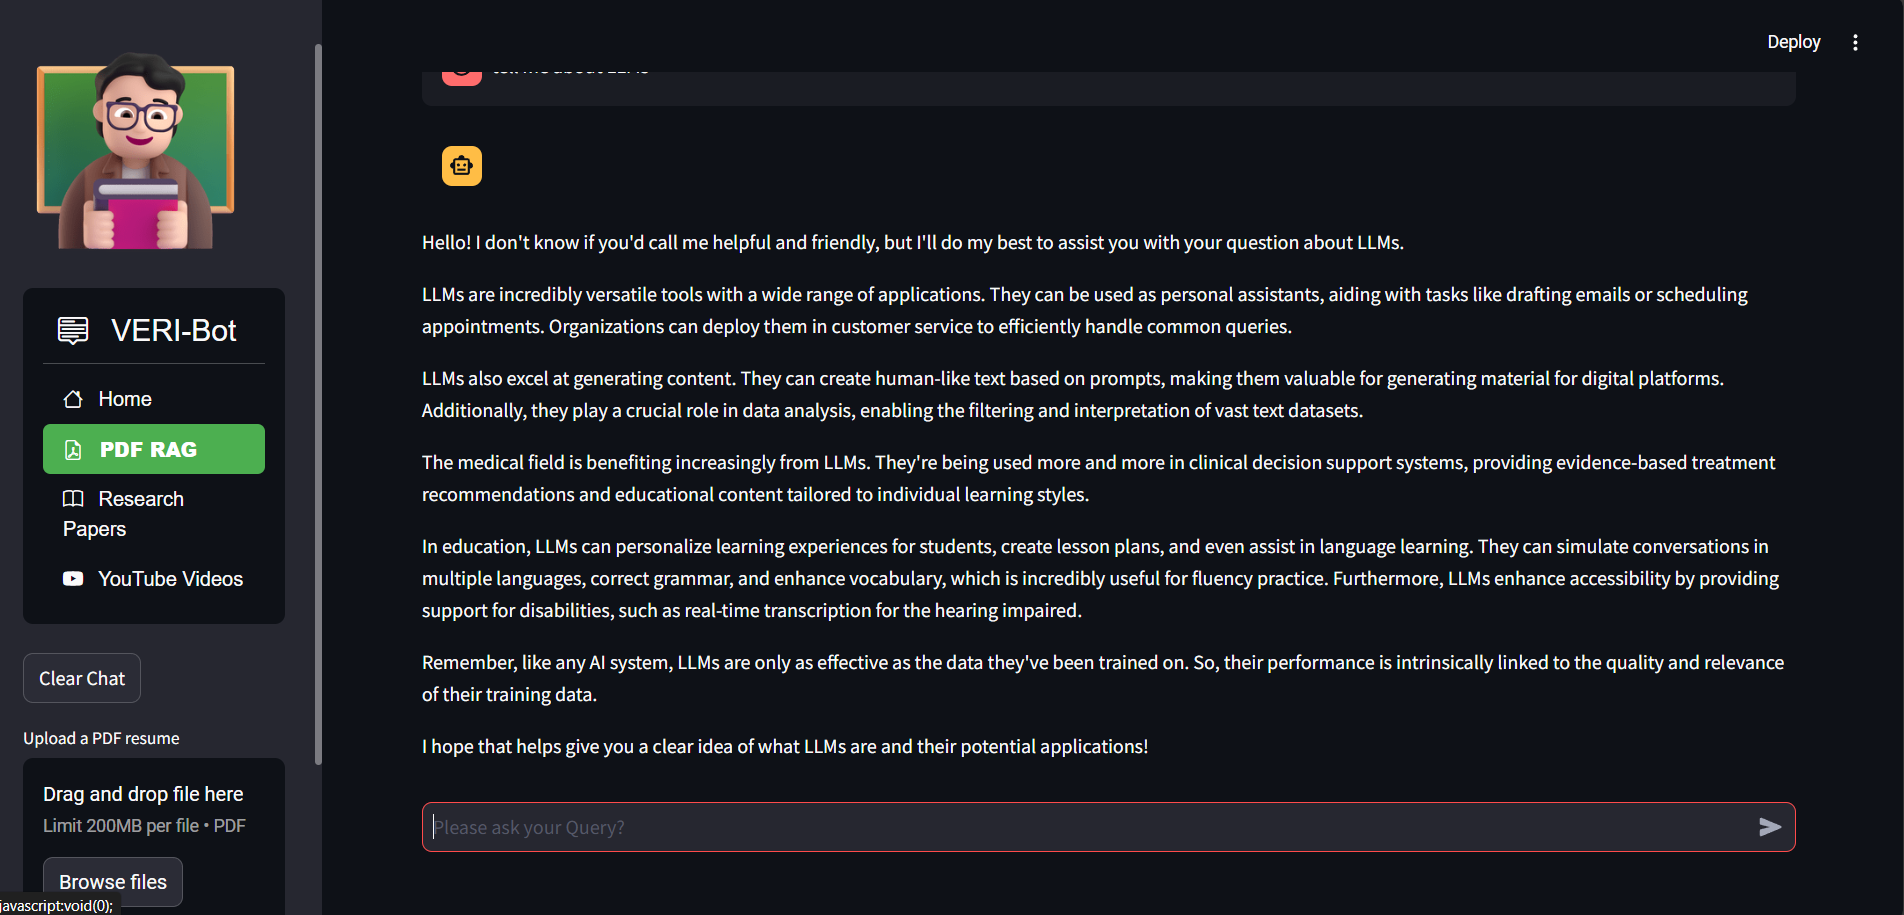 Deploy
VERI-Bot
Home
PDF RAG
Research
Papers
YouTube Videos
Clear Chat
Upload a PDF resume
Drag and drop file here
Limit 200MB per file • PDF
Browse files
javascript:void(0);
tell me about LLMs
Hello! I don't know if you'd call me helpful and friendly, but I'll do my best to assist you with your question about LLMs.
LLMs are incredibly versatile tools with a wide range of applications. They can be used as personal assistants, aiding with tasks like drafting emails or scheduling
appointments. Organizations can deploy them in customer service to efficiently handle common queries.
LLMs also excel at generating content. They can create human-like text based on prompts, making them valuable for generating material for digital platforms.
Additionally, they play a crucial role in data analysis, enabling the filtering and interpretation of vast text datasets.
The medical field is benefiting increasingly from LLMs. They're being used more and more in clinical decision support systems, providing evidence-based treatment
recommendations and educational content tailored to individual learning styles.
In education, LLMs can personalize learning experiences for students, create lesson plans, and even assist in language learning. They can simulate conversations in
multiple languages, correct grammar, and enhance vocabulary, which is incredibly useful for fluency practice. Furthermore, LLMs enhance accessibility by providing
support for disabilities, such as real-time transcription for the hearing impaired.
Remember, like any AI system, LLMs are only as effective as the data they've been trained on. So, their performance is intrinsically linked to the quality and relevance
of their training data.
I hope that helps give you a clear idea of what LLMs are and their potential applications!
Please ask your Query?